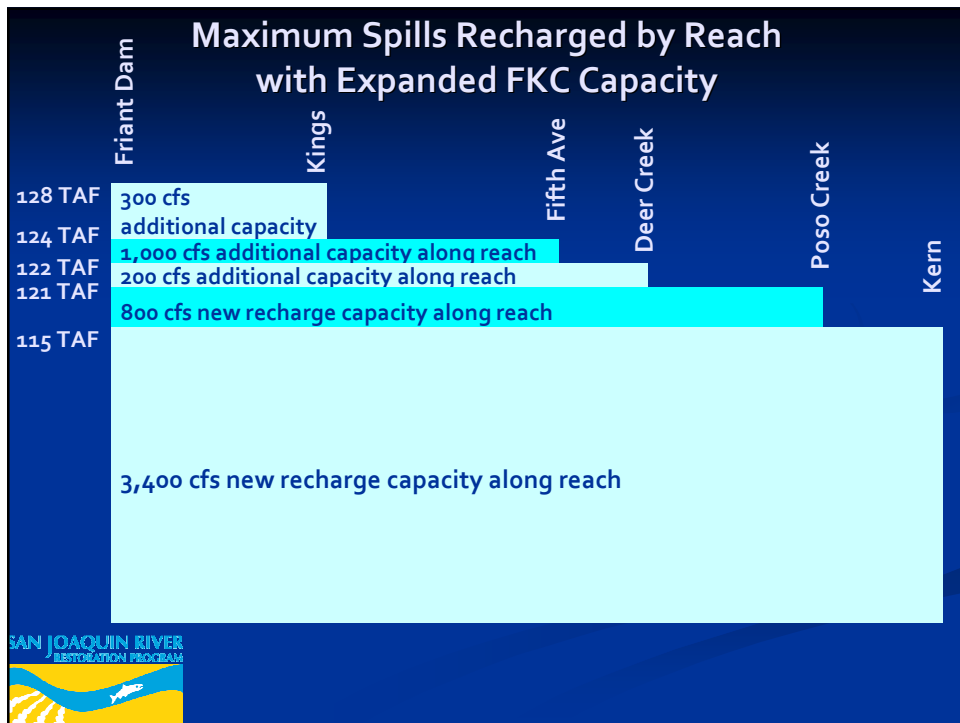 Maximum Spills Recharged by Reach
with Expanded FKC Capacity
Friant Dam
Kings
Fifth Ave
Deer Creek
Poso Creek
Kern
128 TAF
300 cfs
additional capacity
124 TAF
1,000 cfs additional capacity along reach
122 TAF
200 cfs additional capacity along reach
121 TAF
800 cfs new recharge capacity along reach
115 TAF
3,400 cfs new recharge capacity along reach
SAN JOAQUIN RIVER
RESTORATION PROGRAM